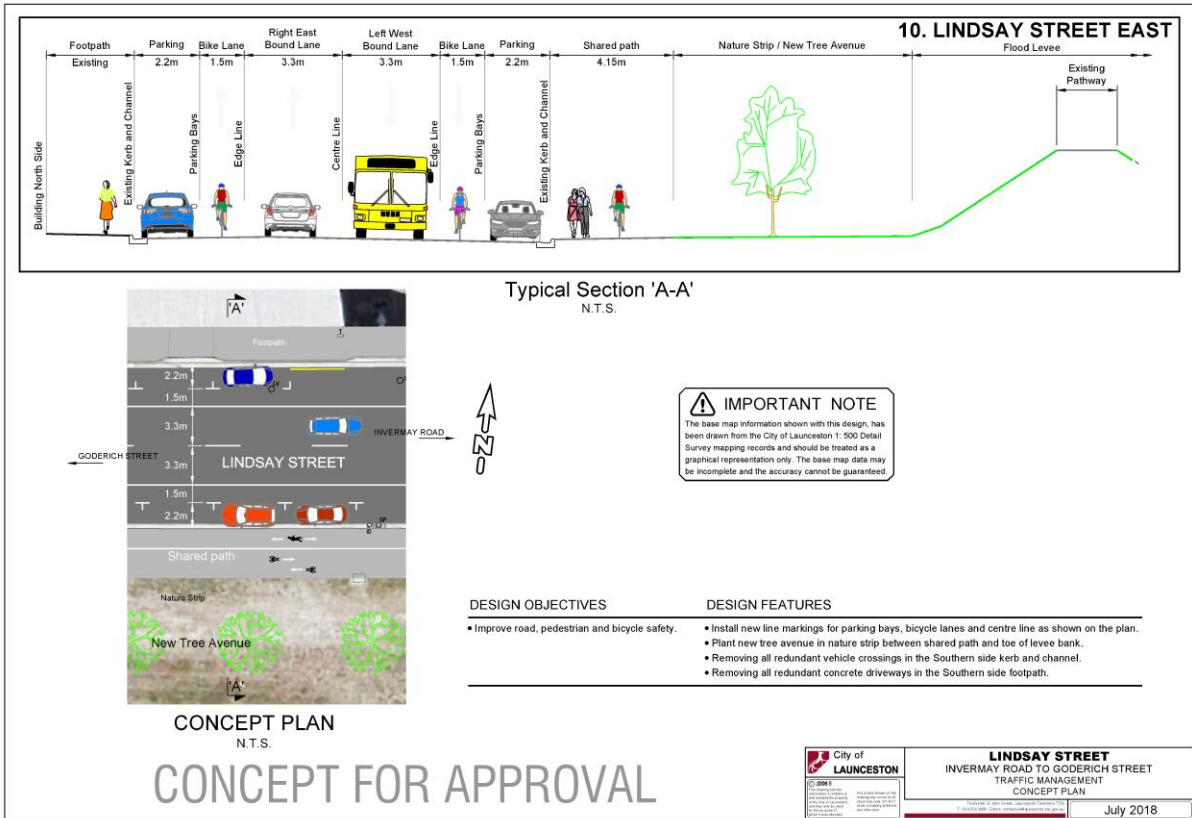 10. LINDSAY STREET EAST
Footpath
Parking
Bike Lane
Right East
Bound Lane
Left West
Bound Lane
Bike Lane
Parking
Shared path
Nature Strip / New Tree Avenue
Flood Levee
Existing
2.2m
1.5m
3.3m
3.3m
1.5m
2.2m
4.15m
Existing
Pathway
Building North Side
Existing Kerb and Channel
Parking Bays
Edge Line
Centre Line
Edge Line
Parking Bays
Existing Kerb and Channel
Typical Section 'A-A'
N.T.S.
'A'
Footpath
2.2m
1.5m
3.3m
INVERMAY ROAD
GODERICH STREET
LINDSAY STREET
3.3m
1.5m
2.2m
SP
Shared path
Nature Strip
New Tree Avenue
'A'
N
CONCEPT PLAN
N.T.S.
IMPORTANT NOTE
The base map information shown with this design, has
been drawn from the City of Launceston 1: 500 Detail
Survey mapping records and should be treated as a
graphical representation only. The base map data may
be incomplete and the accuracy cannot be guaranteed.
DESIGN OBJECTIVES
• Improve road, pedestrian and bicycle safety.
DESIGN FEATURES
• Install new line markings for parking bays, bicycle lanes and centre line as shown on the plan.
• Plant new tree avenue in nature strip between shared path and toe of levee bank.
• Removing all redundant vehicle crossings in the Southern side kerb and channel.
• Removing all redundant concrete driveways in the Southern side footpath.
CONCEPT FOR APPROVAL
City of
LAUNCESTON
LINDSAY STREET
INVERMAY ROAD TO GODERICH STREET
TRAFFIC MANAGEMENT
CONCEPT PLAN
July 2018